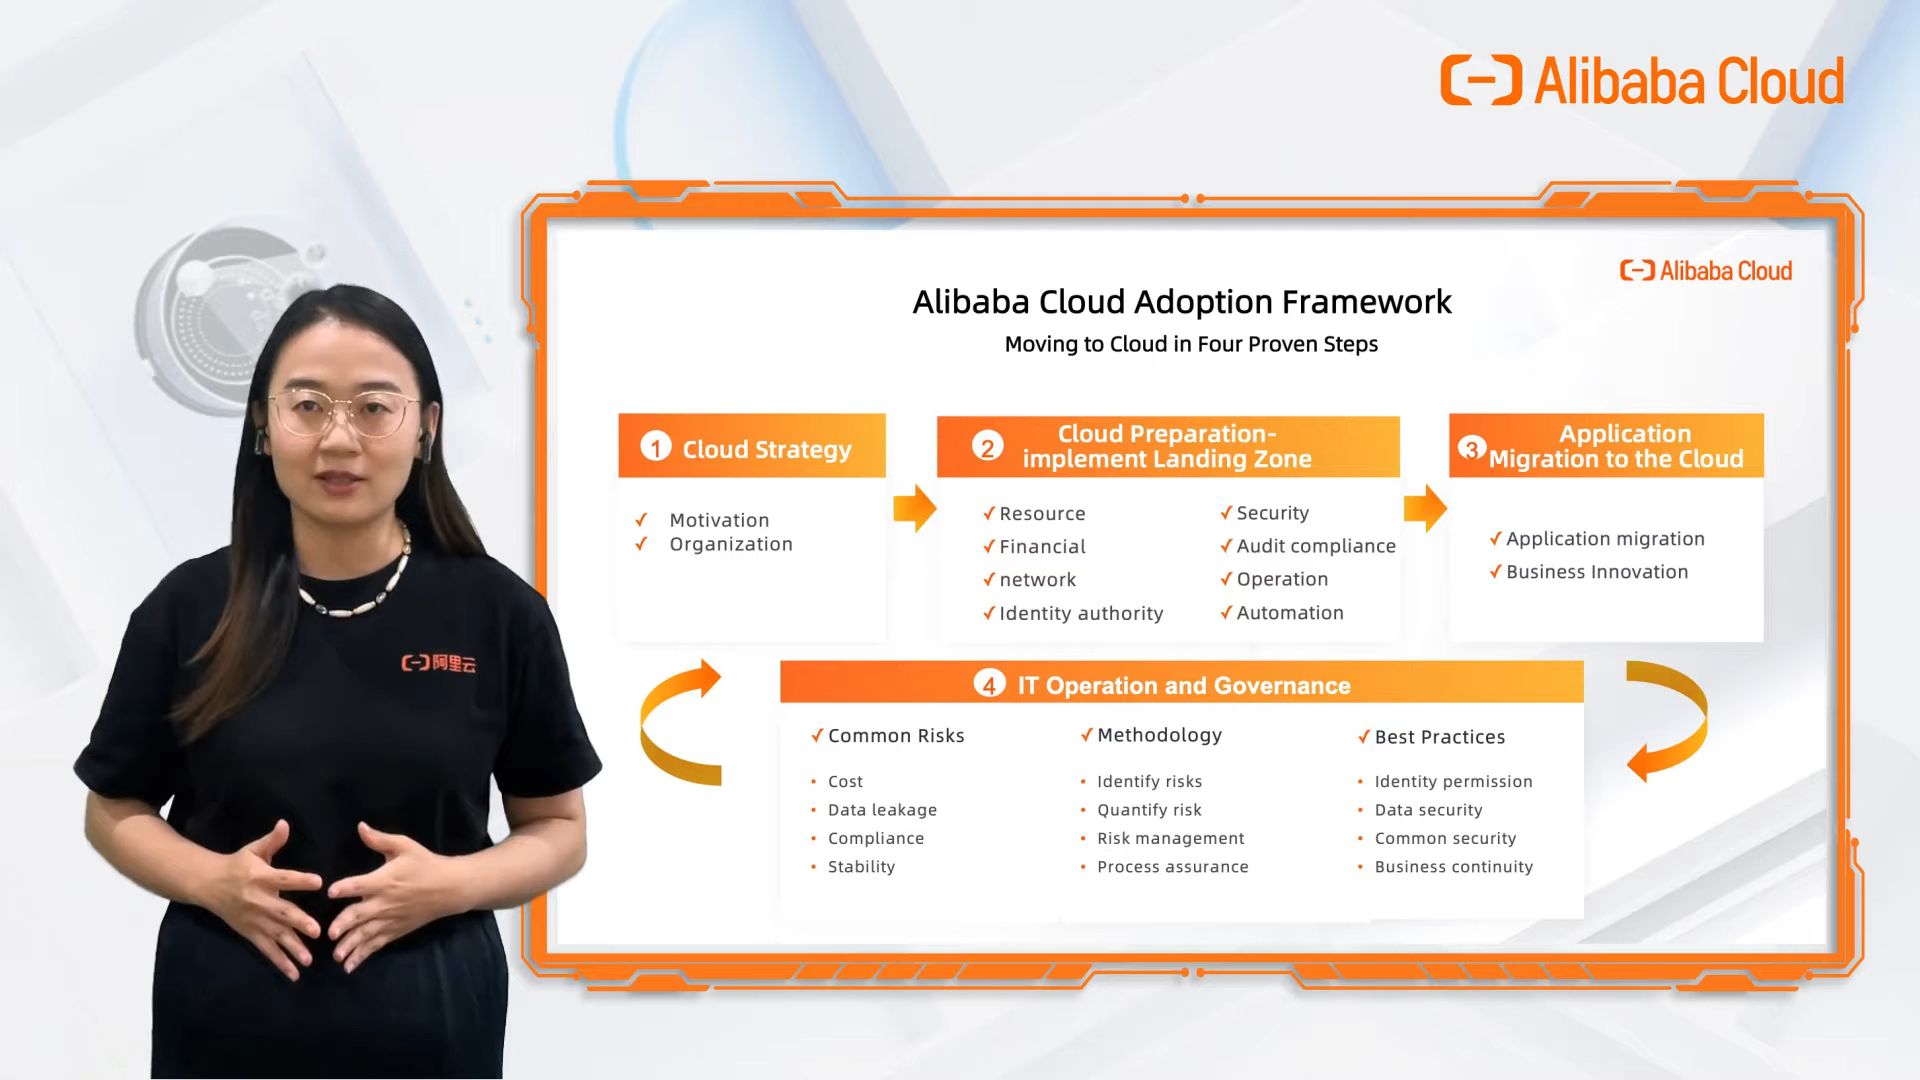 Alibaba Cloud
Alibaba Cloud
Alibaba Cloud Adoption Framework
Moving to Cloud in Four Proven Steps
1 Cloud Strategy
✓ Motivation
✓ Organization
2 Cloud Preparation-
implement Landing Zone
✓ Resource
✓ Financial
✓ network
✓ Identity authority
✓ Security
✓ Audit compliance
✓ Operation
✓ Automation
3 Application
Migration to the Cloud
✓ Application migration
✓ Business Innovation
阿里云
4 IT Operation and Governance
✓ Common Risks
• Cost
• Data leakage
• Compliance
• Stability
✓ Methodology
• Identify risks
• Quantify risk
• Risk management
• Process assurance
✓ Best Practices
• Identity permission
• Data security
• Common security
• Business continuity